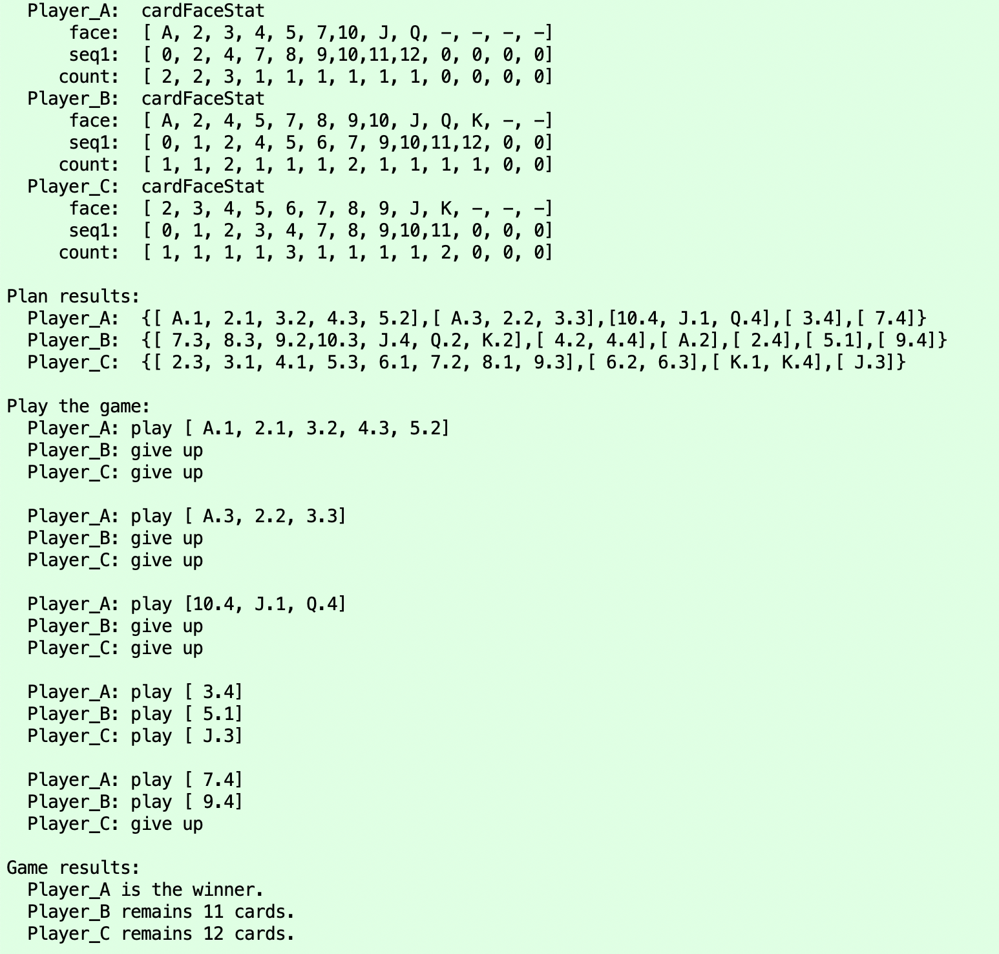 Player_A:  cardFaceStat
face:  [ A, 2, 3, 4, 5, 7,10, J, Q, –, –, –, –]
seq1:  [ 0, 2, 4, 7, 8, 9,10,11,12, 0, 0, 0, 0]
count:  [ 2, 2, 3, 1, 1, 1, 1, 1, 1, 0, 0, 0, 0]
Player_B:  cardFaceStat
face:  [ A, 2, 4, 5, 7, 8, 9,10, J, Q, K, –, –]
seq1:  [ 0, 1, 2, 4, 5, 6, 7, 9,10,11,12, 0, 0]
count:  [ 1, 1, 2, 1, 1, 1, 2, 1, 1, 1, 1, 0, 0]
Player_C:  cardFaceStat
face:  [ 2, 3, 4, 5, 6, 7, 8, 9, J, K, –, –, –]
seq1:  [ 0, 1, 2, 3, 4, 7, 8, 9,10,11, 0, 0, 0]
count:  [ 1, 1, 1, 1, 3, 1, 1, 1, 1, 2, 0, 0, 0]
Plan results:
Player_A:  {[ A.1, 2.1, 3.2, 4.3, 5.2],[ A.3, 2.2, 3.3],[10.4, J.1, Q.4],[ 3.4],[ 7.4]}
Player_B:  {[ 7.3, 8.3, 9.2,10.3, J.4, Q.2, K.2],[ 4.2, 4.4],[ A.2],[ 2.4],[ 5.1],[ 9.4]}
Player_C:  {[ 2.3, 3.1, 4.1, 5.3, 6.1, 7.2, 8.1, 9.3],[ 6.2, 6.3],[ K.1, K.4],[ J.3]}
Play the game:
Player_A: play [ A.1, 2.1, 3.2, 4.3, 5.2]
Player_B: give up
Player_C: give up
Player_A: play [ A.3, 2.2, 3.3]
Player_B: give up
Player_C: give up
Player_A: play [10.4, J.1, Q.4]
Player_B: give up
Player_C: give up
Player_A: play [ 3.4]
Player_B: play [ 5.1]
Player_C: play [ J.3]
Player_A: play [ 7.4]
Player_B: play [ 9.4]
Player_C: give up
Game results:
Player_A is the winner.
Player_B remains 11 cards.
Player_C remains 12 cards.